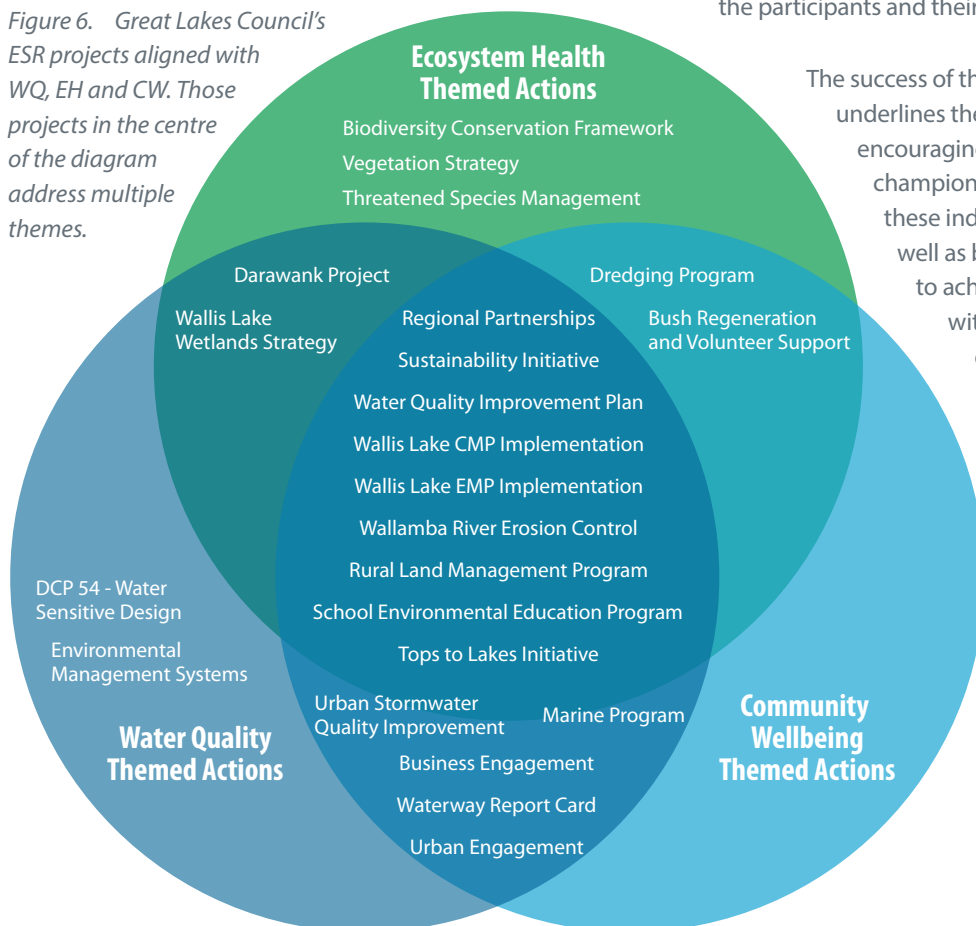 Figure 6. Great Lakes Council’s
ESR projects aligned with
WQ, EH and CW. Those
projects in the centre
of the diagram
address multiple
themes.
the participants and their
The success of th
underlines the
encouraging
champion
these ind
well as b
to ach
wit
Ecosystem Health
Themed Actions
Biodiversity Conservation Framework
Vegetation Strategy
Threatened Species Management
Darawank Project
Wallis Lake
Wetlands Strategy
Dredging Program
Bush Regeneration
and Volunteer Support
Regional Partnerships
Sustainability Initiative
Water Quality Improvement Plan
Wallis Lake CMP Implementation
Wallis Lake EMP Implementation
Wallamba River Erosion Control
Rural Land Management Program
School Environmental Education Program
Tops to Lakes Initiative
DCP 54 - Water
Sensitive Design
Environmental
Management Systems
Water Quality
Themed Actions
Urban Stormwater
Quality Improvement
Marine Program
Business Engagement
Waterway Report Card
Urban Engagement
Community
Wellbeing
Themed Actions